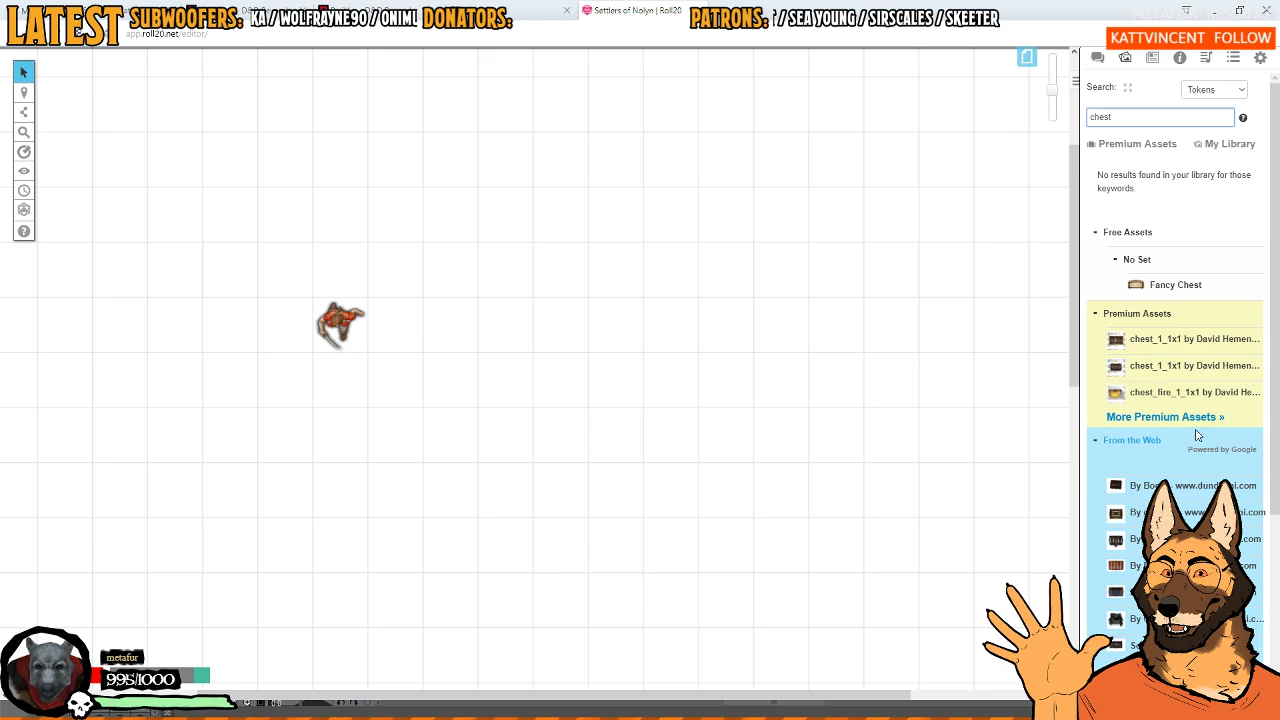 LATEST SUBWOOFERS: KA / WOLFRAYNE90 / ONIML DONATORS: PATRONS: / SEA YOUNG / SIRSCALES / SKEETER
Settlers of Nolyn | Roll20
app.roll20.net/editor/
KATTVINCENT FOLLOW
Search:
Tokens
chest
Premium Assets My Library
No results found in your library for those
keywords.
Free Assets
No Set
Fancy Chest
Premium Assets
chest_1_1x1 by David Hemen...
chest_1_1x1 by David Hemen...
chest_fire_1_1x1 by David He...
More Premium Assets »
From the Web
Powered by Google
metafur
995/1000